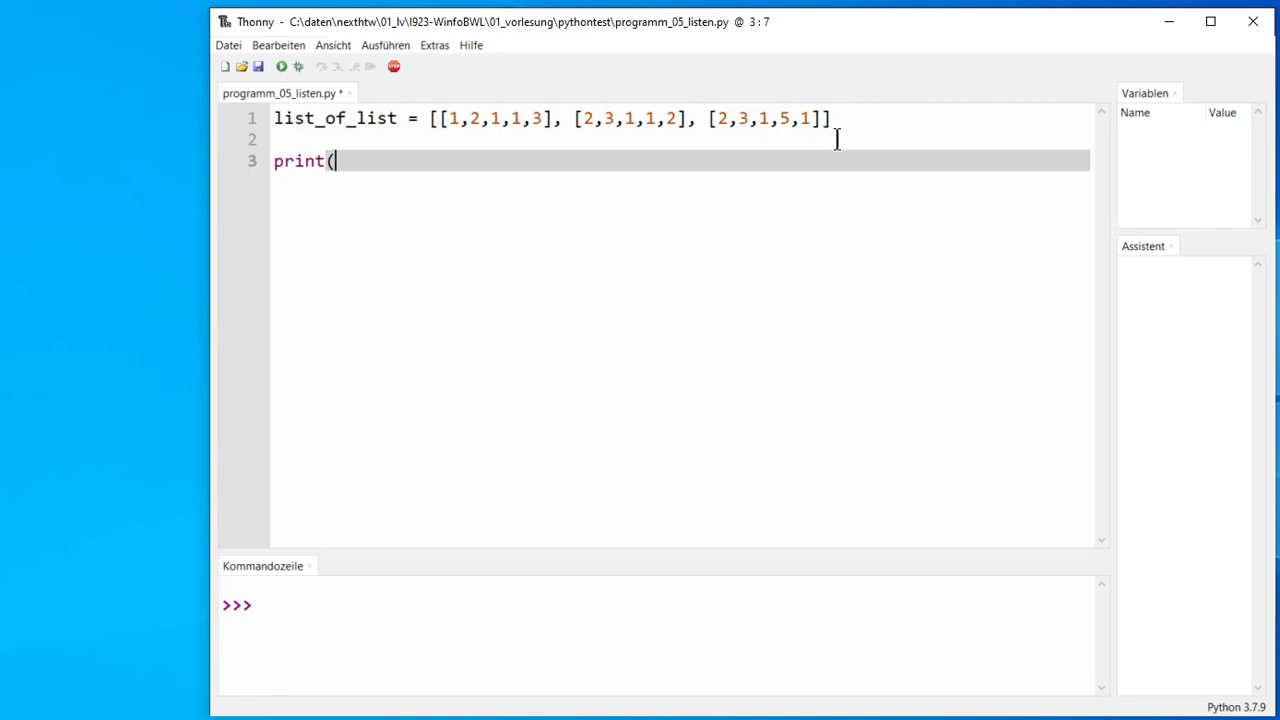 Thonny - C:\daten\nexthtw\01_lv\I923-WinfoBWL\01_vorlesung\pythontest\programm_05_listen.py @ 3:7
Datei Bearbeiten Ansicht Ausführen Extras Hilfe
STOP
programm_05_listen.py * ×
1 list_of_list = [[1,2,1,1,3], [2,3,1,1,2], [2,3,1,5,1]]
2
3 print(
Variablen ×
Name Value
Assistent ×
Kommandozeile ×
>>>
Python 3.7.9